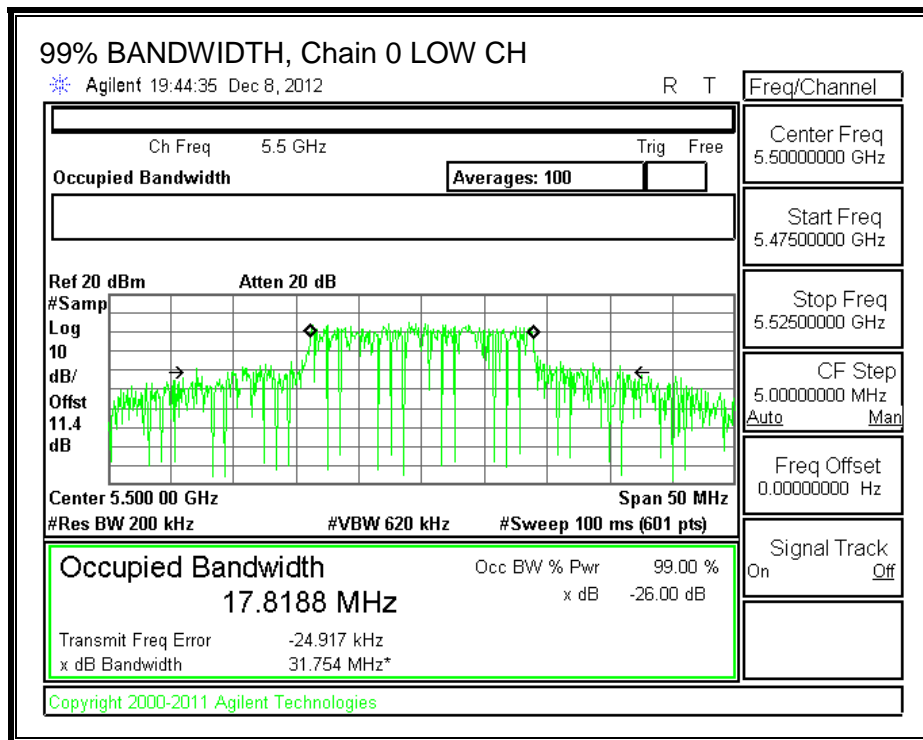 99% BANDWIDTH, Chain 0 LOW CH
Agilent 19:44:35 Dec 8, 2012 R T
Ch Freq 5.5 GHz Trig Free
Occupied Bandwidth Averages: 100
Ref 20 dBm Atten 20 dB
#Samp
Log
10
dB/
Offst
11.4
dB
Center 5.500 00 GHz Span 50 MHz
#Res BW 200 kHz #VBW 620 kHz #Sweep 100 ms (601 pts)
Occupied Bandwidth Occ BW % Pwr 99.00 %
17.8188 MHz x dB -26.00 dB
Transmit Freq Error -24.917 kHz
x dB Bandwidth 31.754 MHz*
Copyright 2000-2011 Agilent Technologies
Freq/Channel
Center Freq
5.50000000 GHz
Start Freq
5.47500000 GHz
Stop Freq
5.52500000 GHz
CF Step
5.00000000 MHz
Auto Man
Freq Offset
0.00000000 Hz
Signal Track
On Off